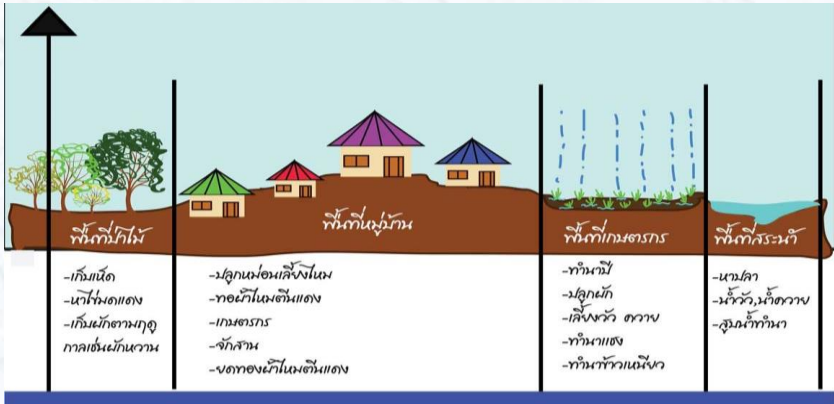 พื้นที่ป่าไม้
-เก็บเห็ด
-หาไข่มดแดง
-เก็บผักตามฤดู
กาลเช่นผักหวาน
พื้นที่หมู่บ้าน
-ปลูกหม่อนเลี้ยงไหม
-ทอผ้าไหมตีนแดง
-เกษตรกร
-จักสาน
-ยดทองผ้าไหมตีนแดง
พื้นที่เกษตรกร
-ทำนาปี
-ปลูกผัก
-เลี้ยงวัว ควาย
-ทำนาแซง
-ทำนาข้าวเหนียว
พื้นที่สระน้ำ
-หาปลา
-น้ำวัว,น้ำควาย
-สูบน้ำทำนา